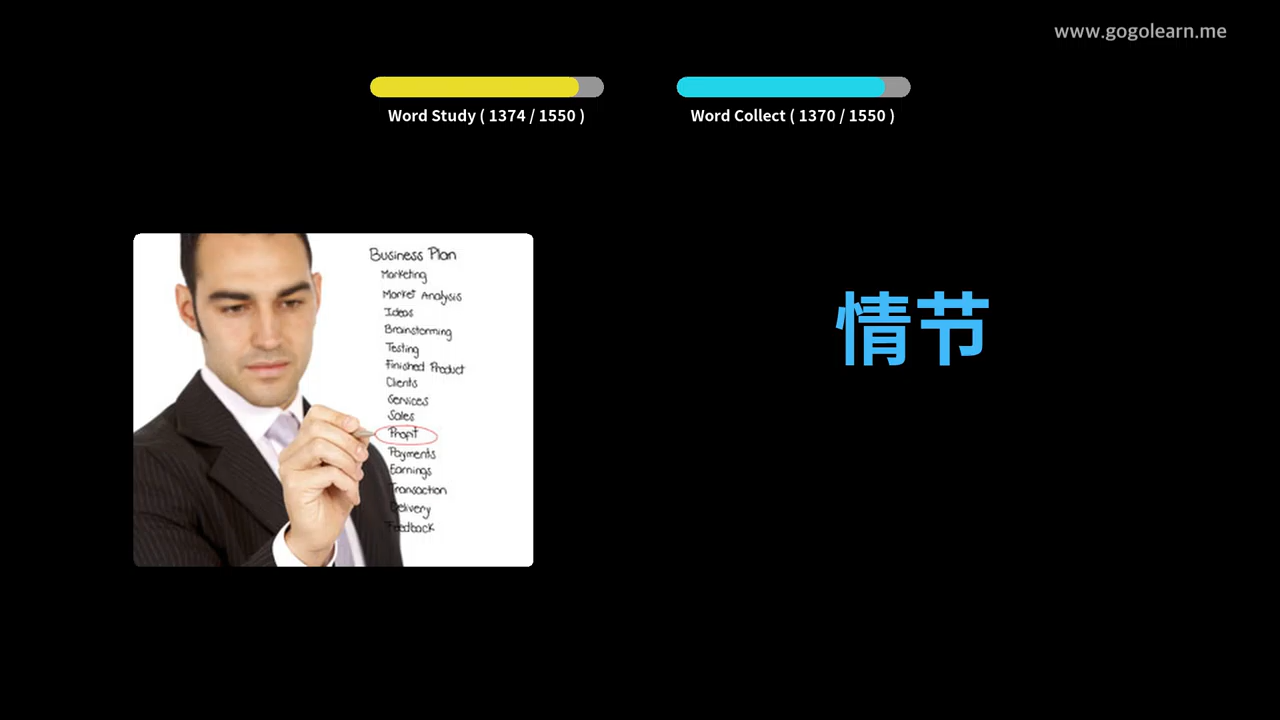 www.gogolearn.me
Word Study ( 1374 / 1550 )
Word Collect ( 1370 / 1550 )
Business Plan
Marketing
Market Analysis
Ideas
Brainstorming
Testing
Finished Product
Clients
Services
Sales
Profit
Payments
Earnings
Transaction
Delivery
Feedback
情节